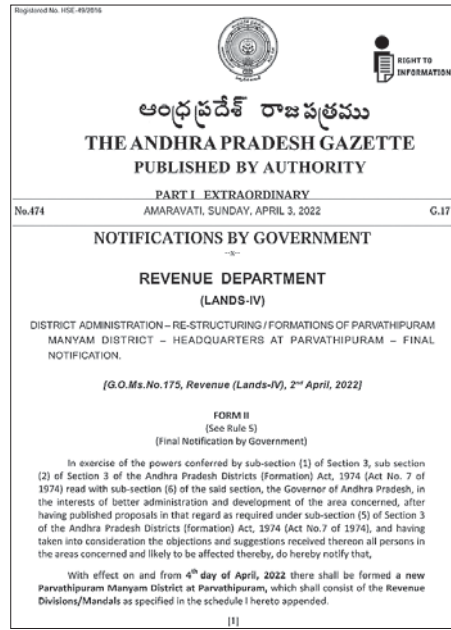 Registered No. HSE-49/2016
RIGHT TO
INFORMATION
ఆంధ్రప్రదేశ్ రాజపత్రము
THE ANDHRA PRADESH GAZETTE
PUBLISHED BY AUTHORITY
PART I EXTRAORDINARY
No.474 AMARAVATI, SUNDAY, APRIL 3, 2022 G.17
NOTIFICATIONS BY GOVERNMENT
--x--
REVENUE DEPARTMENT
(LANDS-IV)
DISTRICT ADMINISTRATION – RE-STRUCTURING / FORMATIONS OF PARVATHIPURAM
MANYAM DISTRICT – HEADQUARTERS AT PARVATHIPURAM – FINAL
NOTIFICATION.
[G.O.Ms.No.175, Revenue (Lands-IV), 2nd April, 2022]
FORM II
(See Rule 5)
(Final Notification by Government)
In exercise of the powers conferred by sub-section (1) of Section 3, sub section
(2) of Section 3 of the Andhra Pradesh Districts (Formation) Act, 1974 (Act No. 7 of
1974) read with sub-section (6) of the said section, the Governor of Andhra Pradesh, in
the interests of better administration and development of the area concerned, after
having published proposals in that regard as required under sub-section (5) of Section 3
of the Andhra Pradesh Districts (formation) Act, 1974 (Act No.7 of 1974), and having
taken into consideration the objections and suggestions received thereon all persons in
the areas concerned and likely to be affected thereby, do hereby notify that,
With effect on and from 4th day of April, 2022 there shall be formed a new
Parvathipuram Manyam District at Parvathipuram, which shall consist of the Revenue
Divisions/Mandals as specified in the schedule I hereto appended.
[1]